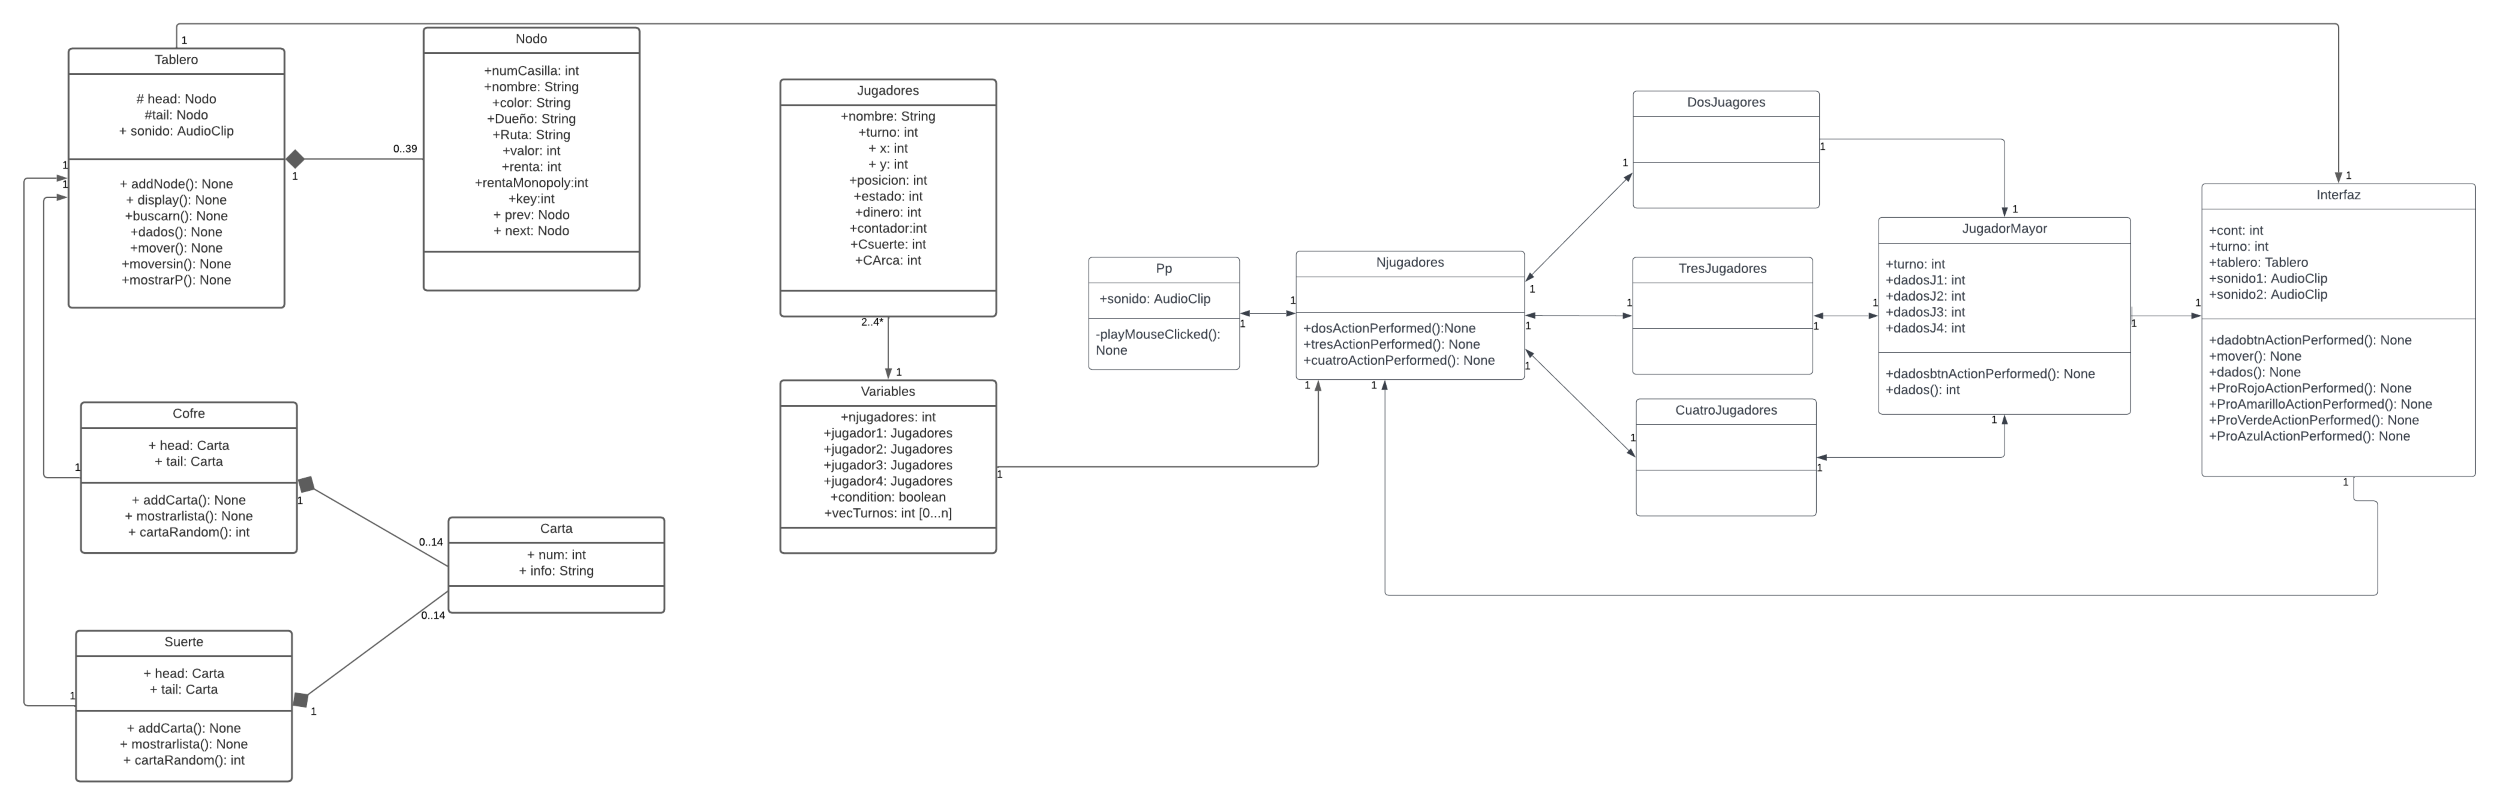 Tablero
# head: Nodo
#tail: Nodo
+ sonido: AudioClip
+ addNode(): None
+ display(): None
+buscarn(): None
+dados(): None
+mover(): None
+moversin(): None
+mostrarP(): None
1
1
1
1
0..39
Nodo
+numCasilla: int
+nombre: String
+color: String
+Dueño: String
+Ruta: String
+valor: int
+renta: int
+rentaMonopoly:int
+key:int
+ prev: Nodo
+ next: Nodo
Cofre
+ head: Carta
+ tail: Carta
+ addCarta(): None
+ mostrarlista(): None
+ cartaRandom(): int
1
1
0..14
Carta
+ num: int
+ info: String
0..14
Suerte
+ head: Carta
+ tail: Carta
+ addCarta(): None
+ mostrarlista(): None
+ cartaRandom(): int
1
1
Jugadores
+nombre: String
+turno: int
+ x: int
+ y: int
+posicion: int
+estado: int
+dinero: int
+contador:int
+Csuerte: int
+CArca: int
2..4*
1
Variables
+njugadores: int
+jugador1: Jugadores
+jugador2: Jugadores
+jugador3: Jugadores
+jugador4: Jugadores
+condition: boolean
+vecTurnos: int [0...n]
1
Pp
+sonido: AudioClip
-playMouseClicked():
None
1
1
Njugadores
+dosActionPerformed():None
+tresActionPerformed(): None
+cuatroActionPerformed(): None
1
1
1
1
1
DosJuagores
1
1
TresJugadores
1
1
CuatroJugadores
1
1
JugadorMayor
+turno: int
+dadosJ1: int
+dadosJ2: int
+dadosJ3: int
+dadosJ4: int
+dadosbtnActionPerformed(): None
+dados(): int
1
1
1
1
Interfaz
+cont: int
+turno: int
+tablero: Tablero
+sonido1: AudioClip
+sonido2: AudioClip
+dadobtnActionPerformed(): None
+mover(): None
+dados(): None
+ProRojoActionPerformed(): None
+ProAmarilloActionPerformed(): None
+ProVerdeActionPerformed(): None
+ProAzulActionPerformed(): None
1
1
1